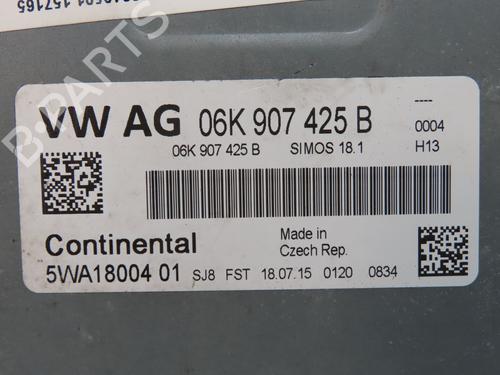 VW AG 06K 907 425 B
----
0004
06K 907 425 B SIMOS 18.1 H13
Continental
Made in
Czech Rep.
5WA18004 01 SJ8 FST 18.07.15 0120 0834
B-PARTS